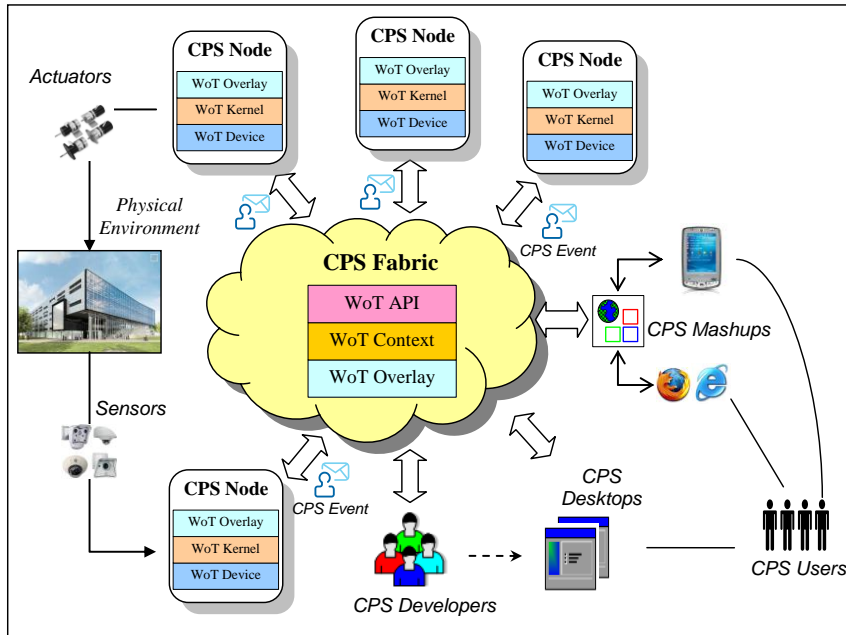 CPS Node
WoT Overlay
WoT Kernel
WoT Device
CPS Node
WoT Overlay
WoT Kernel
WoT Device
CPS Node
WoT Overlay
WoT Kernel
WoT Device
Actuators
Physical
Environment
CPS Event
CPS Fabric
WoT API
WoT Context
WoT Overlay
CPS Mashups
Sensors
CPS Node
WoT Overlay
WoT Kernel
WoT Device
CPS Event
CPS Developers
CPS
Desktops
CPS Users